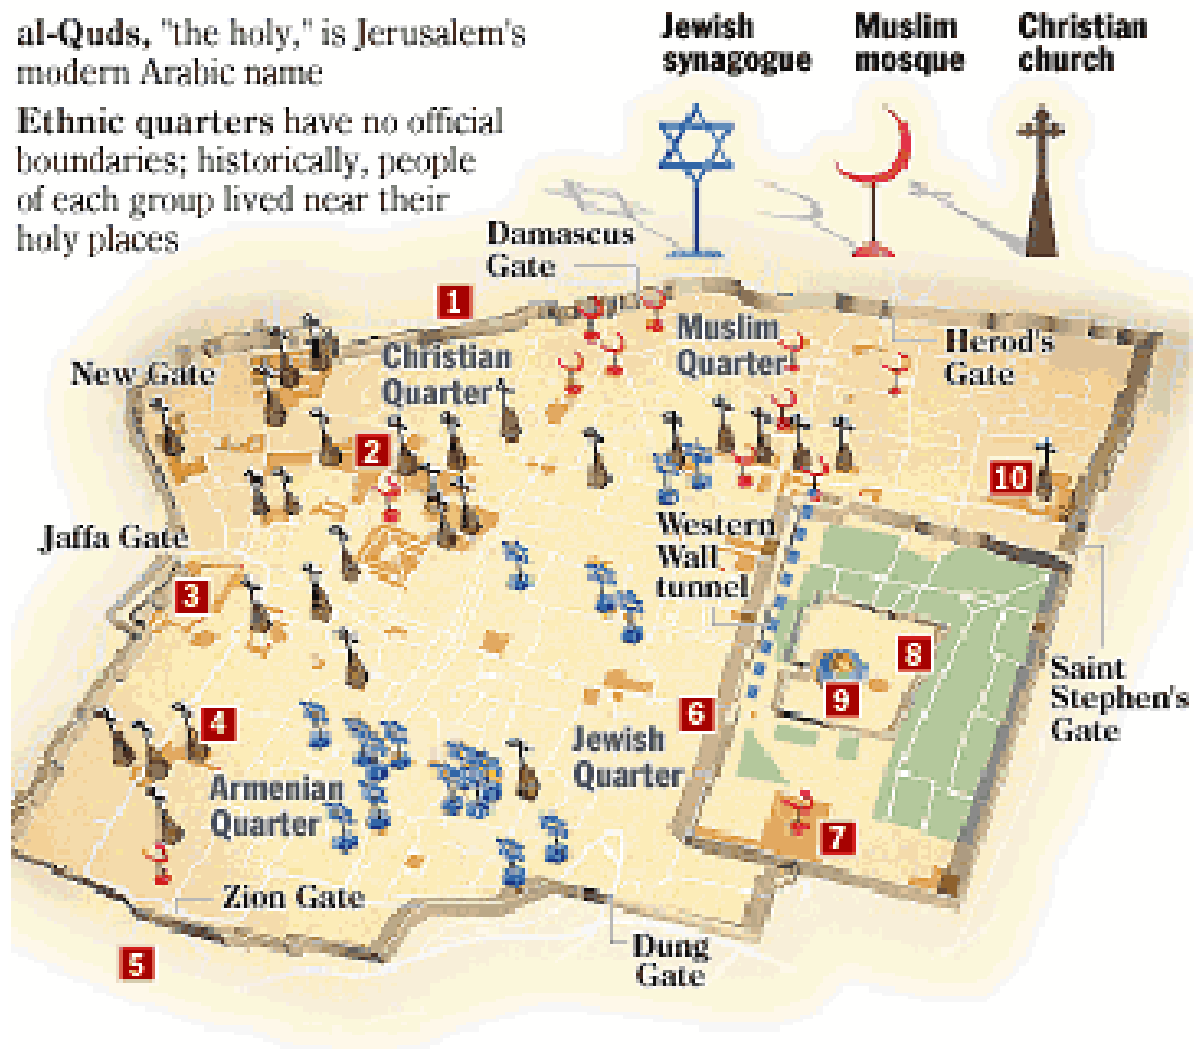 al-Quds, "the holy," is Jerusalem's
modern Arabic name
Ethnic quarters have no official
boundaries; historically, people
of each group lived near their
holy places
Jewish
synagogue
Muslim
mosque
Christian
church
Damascus
Gate
1
Muslim
Quarter
Herod's
Gate
Christian
Quarter
New Gate
2
10
Jaffa Gate
Western
Wall
tunnel
3
8
Saint
Stephen's
Gate
9
6
4
Jewish
Quarter
Armenian
Quarter
7
Zion Gate
Dung
Gate
5